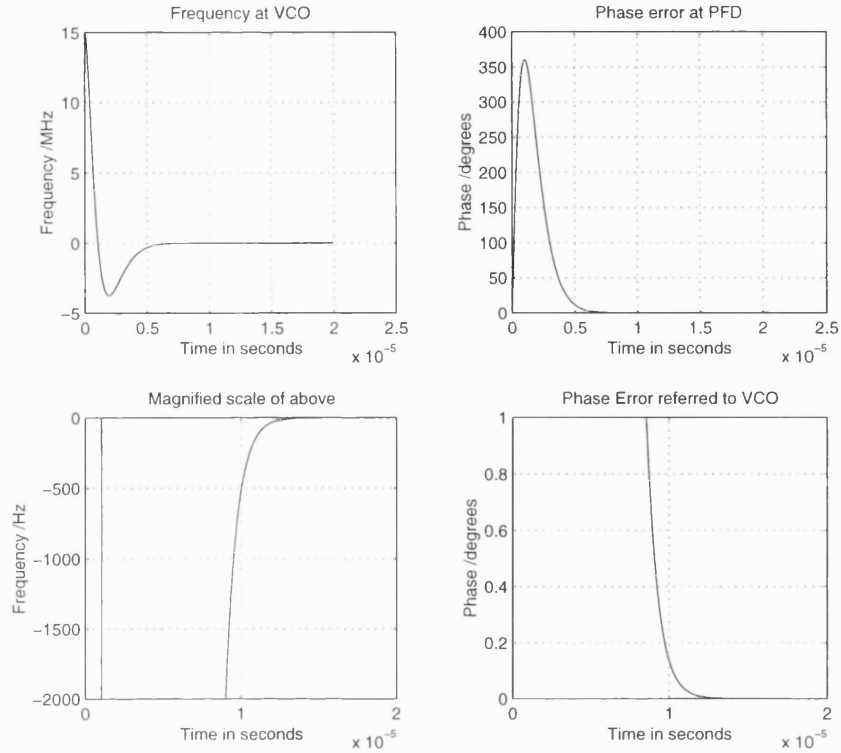 Frequency at VCO
15
10
5
0
−5
Frequency /MHz
0 0.5 1 1.5 2 2.5
Time in seconds
x 10⁻⁵
Phase error at PFD
400
350
300
250
200
150
100
50
0
Phase /degrees
0 0.5 1 1.5 2 2.5
Time in seconds
x 10⁻⁵
Magnified scale of above
0
−500
−1000
−1500
−2000
Frequency /Hz
0 1 2
Time in seconds
x 10⁻⁵
Phase Error referred to VCO
1
0.8
0.6
0.4
0.2
0
Phase /degrees
0 1 2
Time in seconds
x 10⁻⁵